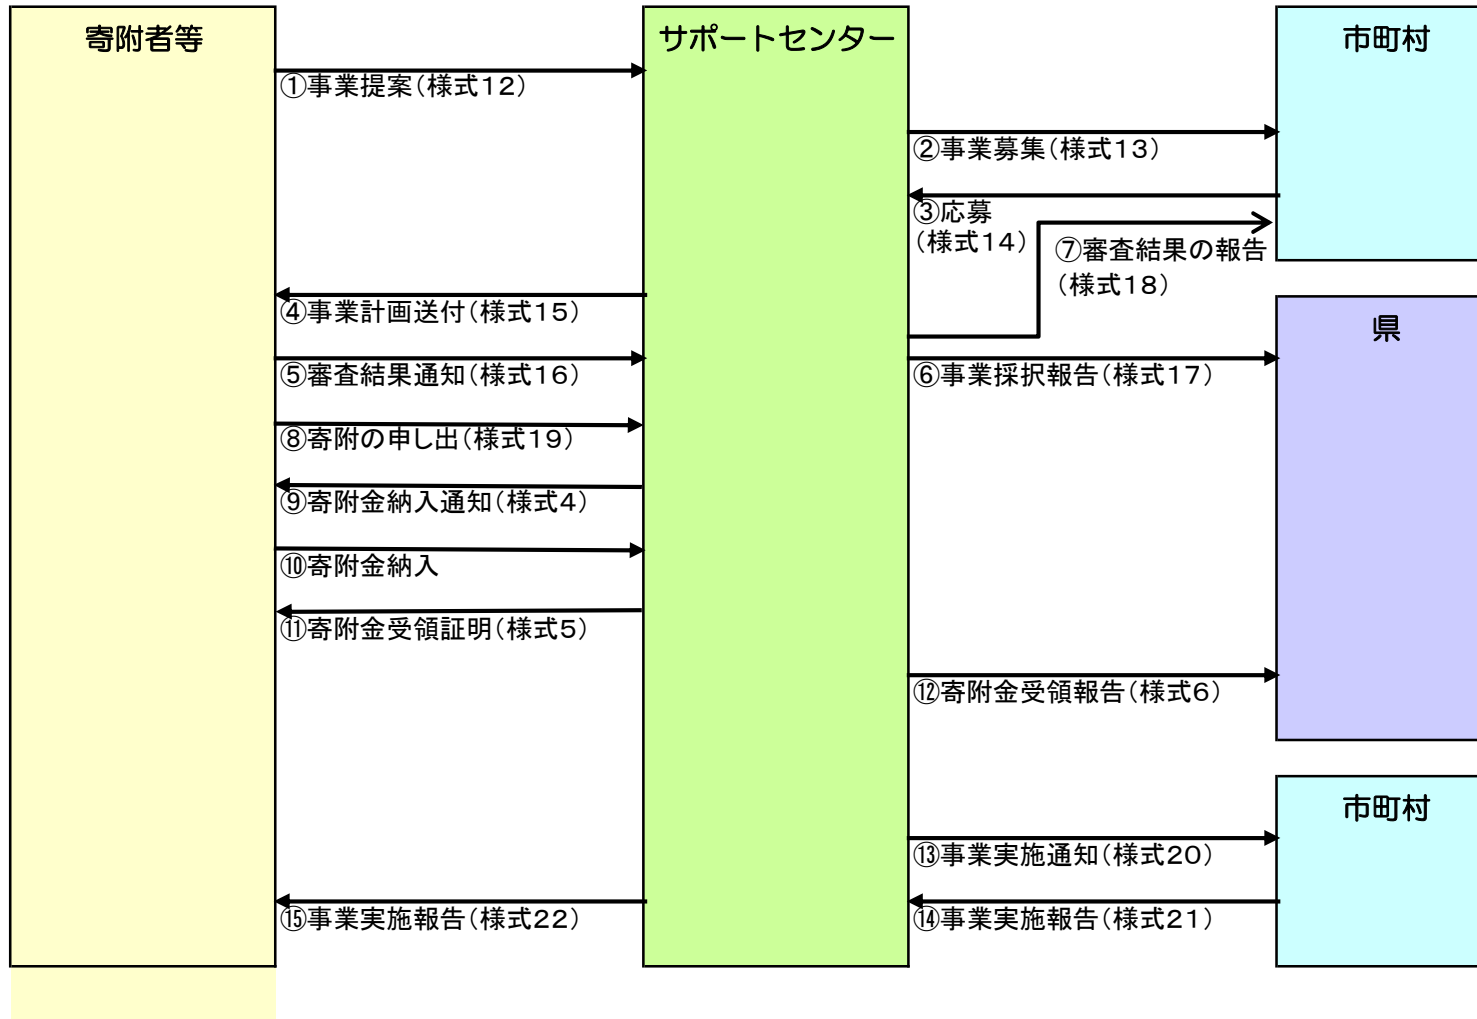 寄附者等
サポートセンター
市町村
①事業提案(様式12)
②事業募集(様式13)
③応募
(様式14)
⑦審査結果の報告
(様式18)
④事業計画送付(様式15)
県
⑤審査結果通知(様式16)
⑥事業採択報告(様式17)
⑧寄附の申し出(様式19)
⑨寄附金納入通知(様式4)
⑩寄附金納入
⑪寄附金受領証明(様式5)
⑫寄附金受領報告(様式6)
市町村
⑬事業実施通知(様式20)
⑮事業実施報告(様式22)
⑭事業実施報告(様式21)